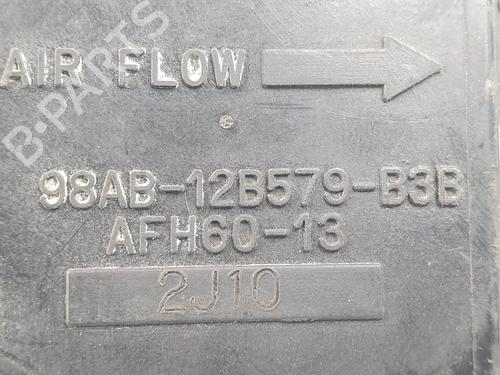 AIR FLOW
98AB-12B579-B3B
AFH60-13
2J10
B-PARTS